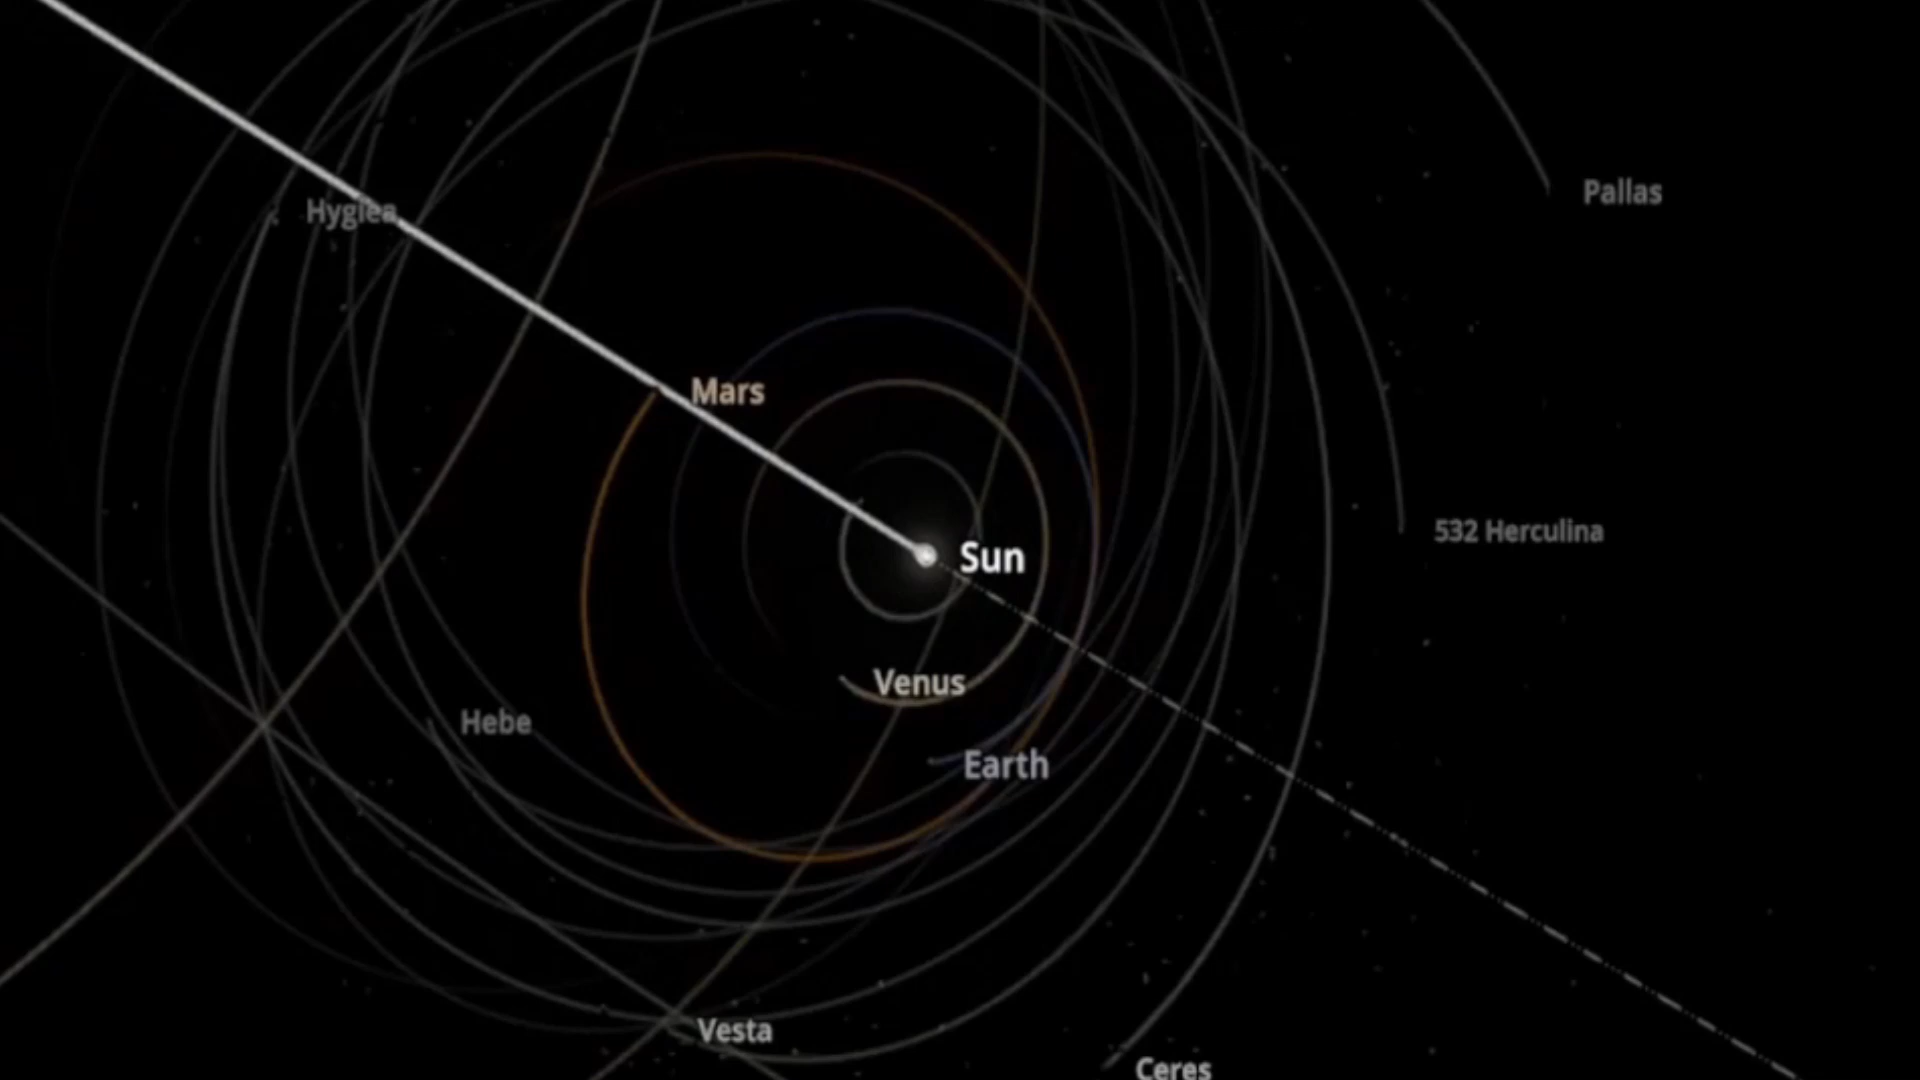 Pallas
Hygiea
Mars
532 Herculina
Sun
Venus
Hebe
Earth
Vesta
Ceres